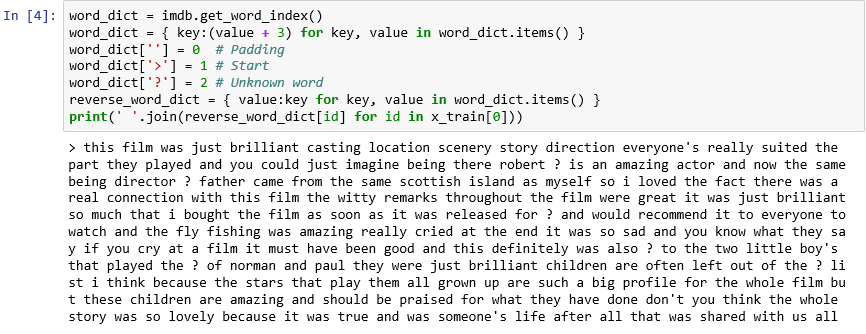 In [4]: word_dict = imdb.get_word_index()
word_dict = { key:(value + 3) for key, value in word_dict.items() }
word_dict[''] = 0  # Padding
word_dict['>'] = 1 # Start
word_dict['?'] = 2 # Unknown word
reverse_word_dict = { value:key for key, value in word_dict.items() }
print(' '.join(reverse_word_dict[id] for id in x_train[0]))
> this film was just brilliant casting location scenery story direction everyone's really suited the
part they played and you could just imagine being there robert ? is an amazing actor and now the same
being director ? father came from the same scottish island as myself so i loved the fact there was a
real connection with this film the witty remarks throughout the film were great it was just brilliant
so much that i bought the film as soon as it was released for ? and would recommend it to everyone to
watch and the fly fishing was amazing really cried at the end it was so sad and you know what they sa
y if you cry at a film it must have been good and this definitely was also ? to the two little boy's
that played the ? of norman and paul they were just brilliant children are often left out of the ? li
st i think because the stars that play them all grown up are such a big profile for the whole film bu
t these children are amazing and should be praised for what they have done don't you think the whole
story was so lovely because it was true and was someone's life after all that was shared with us all